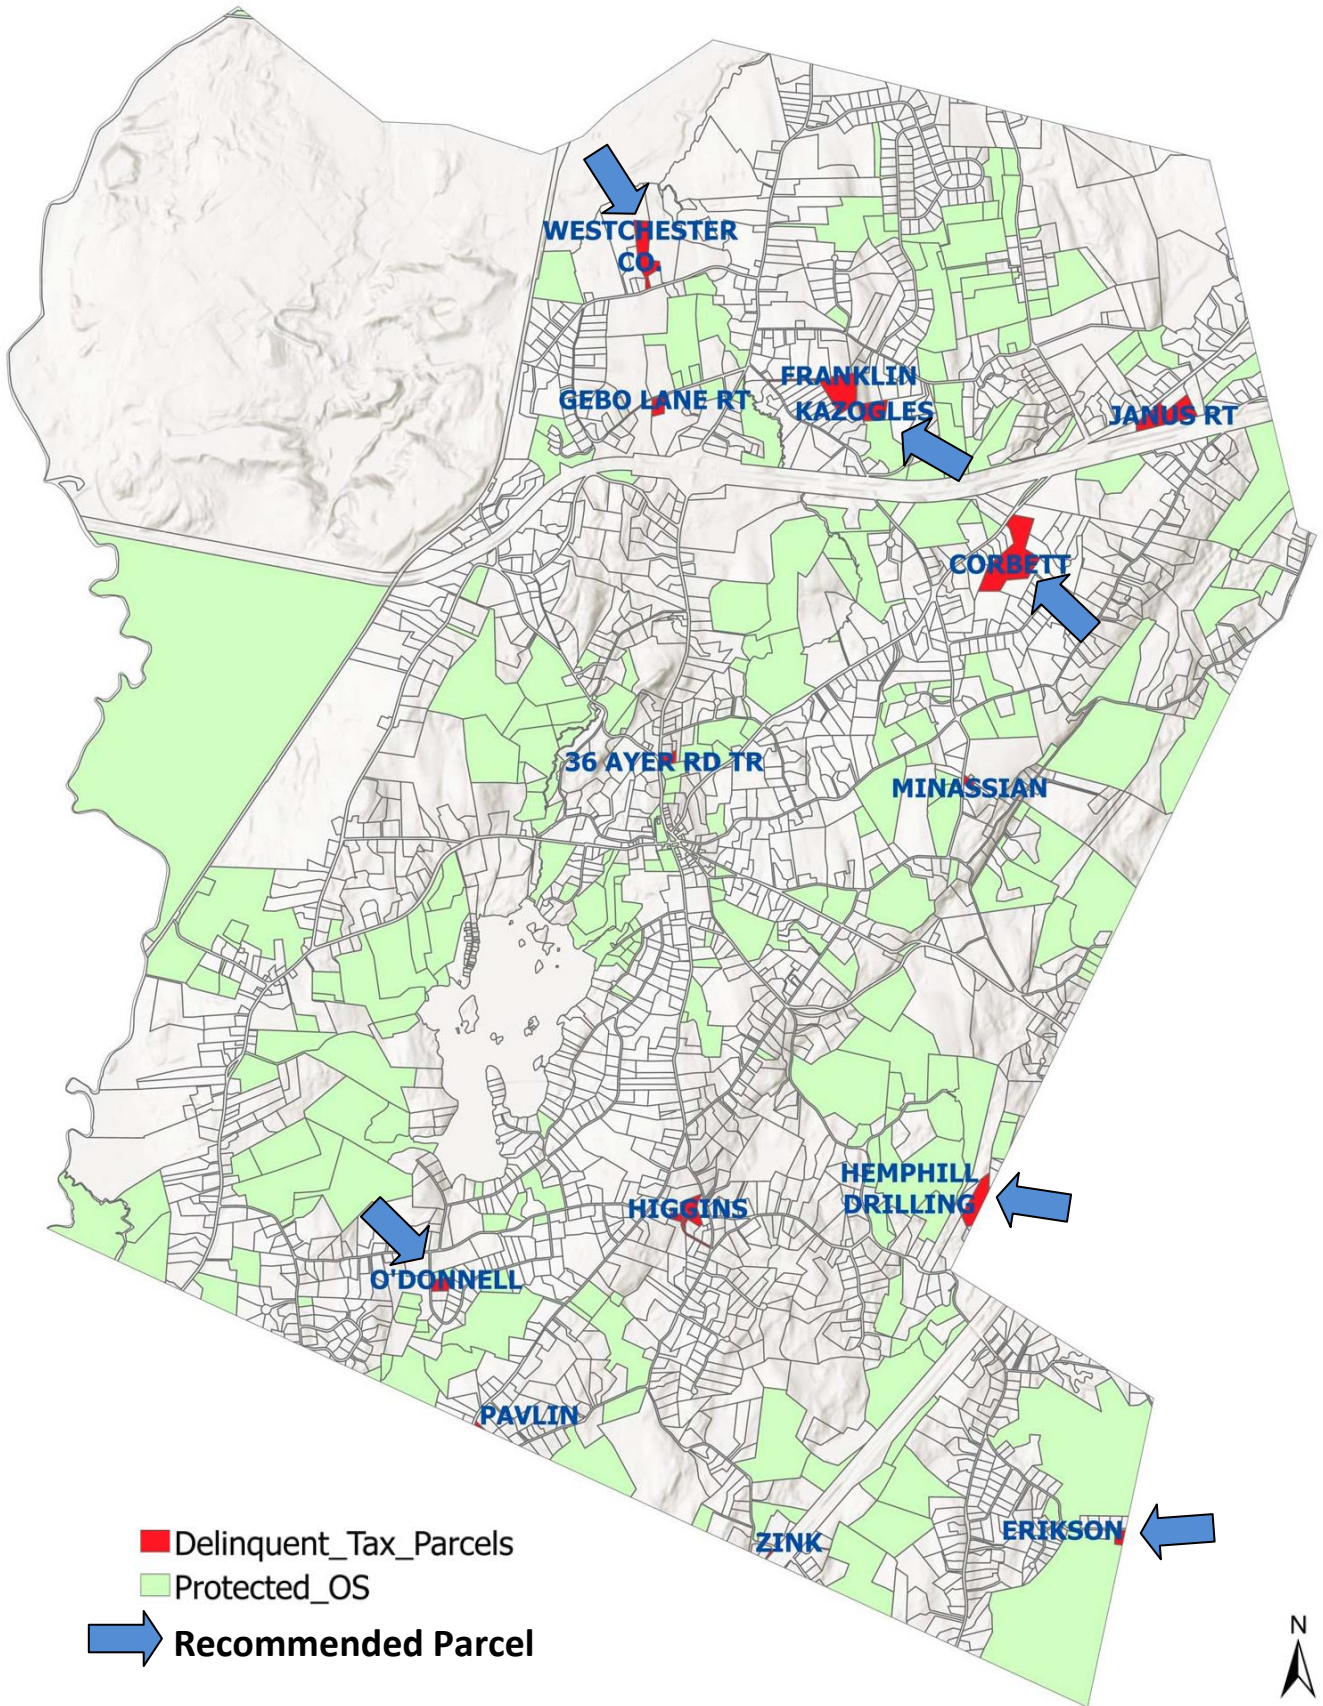 WESTCHESTER
CO.
FRANKLIN
GEBO LANE RT
KAZOGLES
JANUS RT
CORBETT
36 AYER RD TR
MINASSIAN
HEMPHILL
DRILLING
HIGGINS
O'DONNELL
PAVLIN
ERIKSON
ZINK
Delinquent_Tax_Parcels
Protected_OS
Recommended Parcel
N